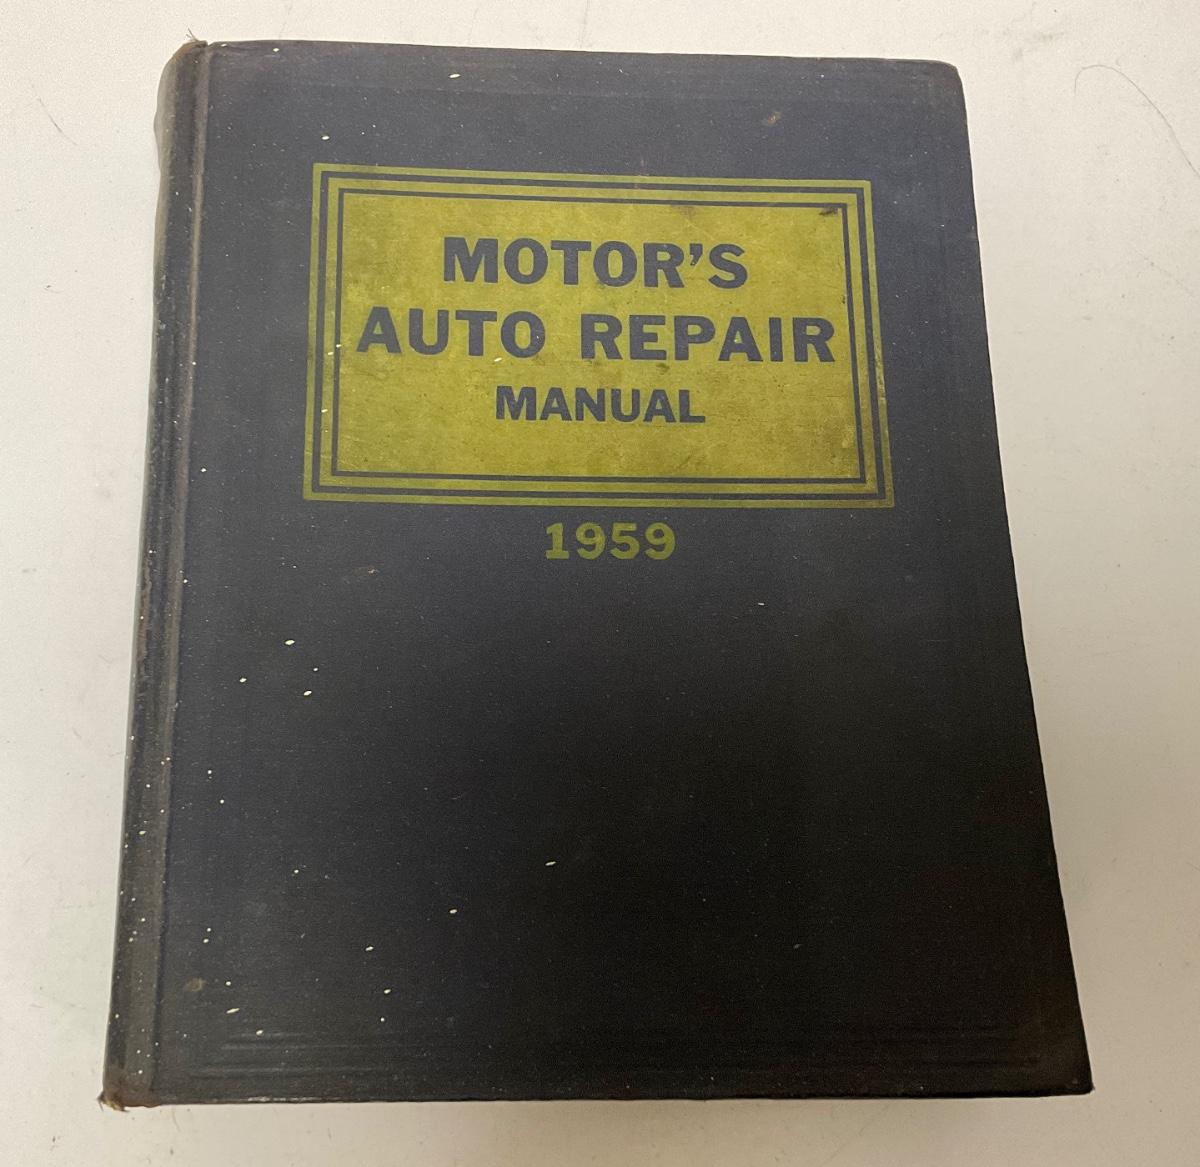 MOTOR'S
AUTO REPAIR
MANUAL
1959